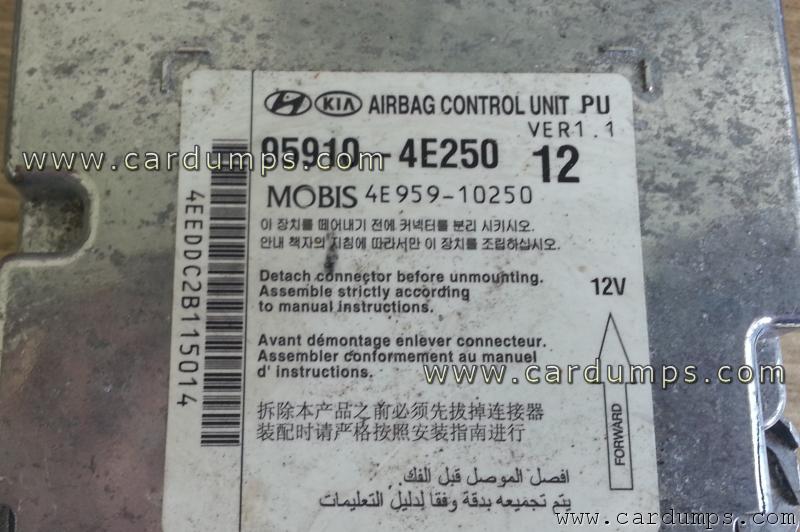 HYUNDAI KIA AIRBAG CONTROL UNIT PU
VER1.1
95910-4E250 12
MOBIS 4E959-10250
이 장치를 떼어내기 전에 커넥터를 분리 시키시오.
안내 책자의 지침에 따라서만 이 장치를 조립하십시오.
Detach connector before unmounting.
Assemble strictly according
to manual instructions.
12V
Avant démontage enlever connecteur.
Assembler conformement au manuel
d' instructions.
拆除本产品之前必须先拔掉连接器
装配时请严格按照安装指南进行
افصل الموصل قبل الفك.
يتم تجميعه بدقة وفقا لدليل التعليمات
FORWARD
4EEDDC2B115014
www.cardumps.com
www.cardumps.com
www.cardumps.com
www.cardumps.com